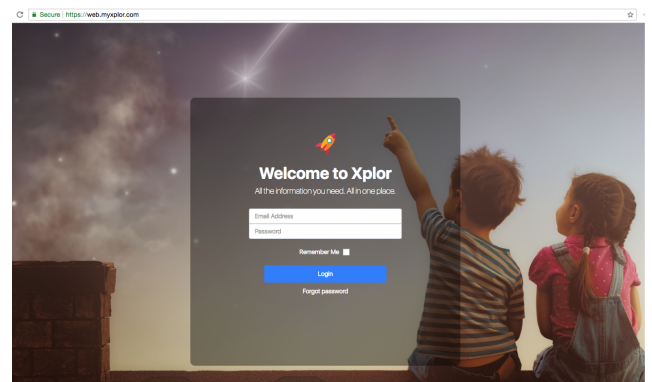 Secure | https://web.myxplor.com
Welcome to Xplor
All the information you need. All in one place.
Email Address
Password
Remember Me
Login
Forgot password